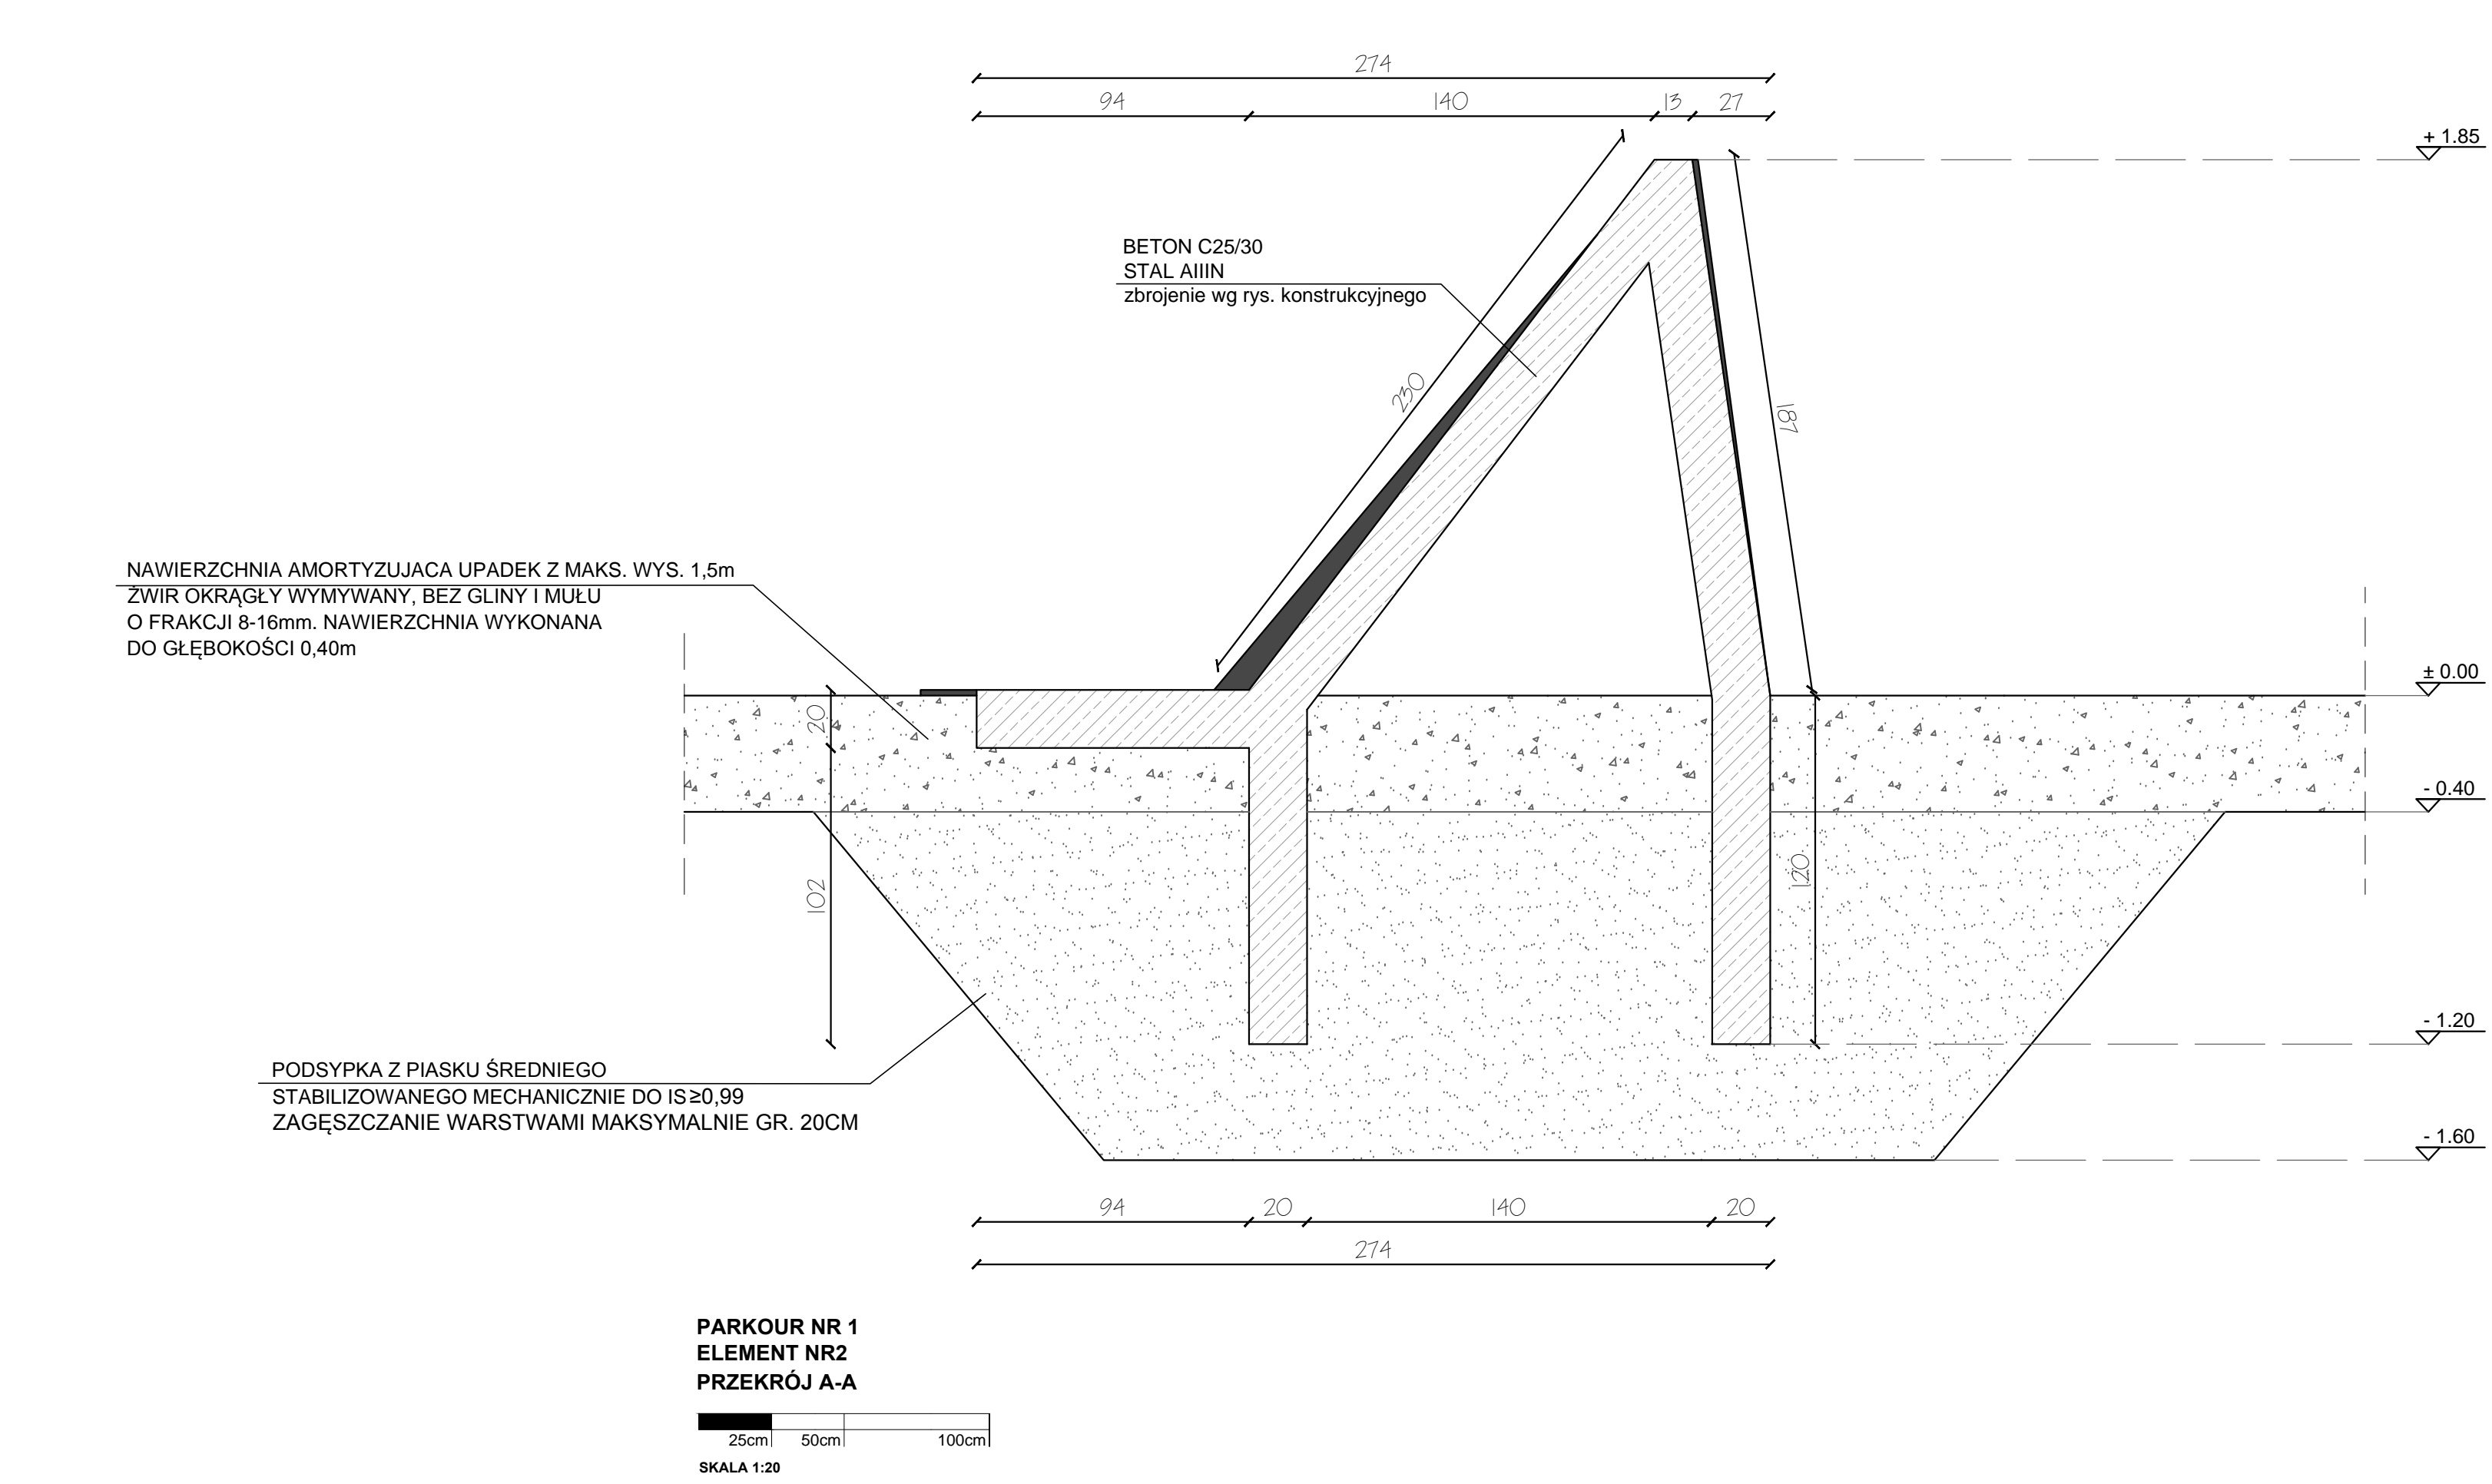 274
94 140 13 27
+ 1.85
BETON C25/30
STAL AIIIN
zbrojenie wg rys. konstrukcyjnego
230
187
NAWIERZCHNIA AMORTYZUJACA UPADEK Z MAKS. WYS. 1,5m
ŻWIR OKRĄGŁY WYMYWANY, BEZ GLINY I MUŁU
O FRAKCJI 8-16mm. NAWIERZCHNIA WYKONANA
DO GŁĘBOKOŚCI 0,40m
± 0.00
20
- 0.40
102
120
- 1.20
PODSYPKA Z PIASKU ŚREDNIEGO
STABILIZOWANEGO MECHANICZNIE DO IS≥0,99
ZAGĘSZCZANIE WARSTWAMI MAKSYMALNIE GR. 20CM
- 1.60
94 20 140 20
274
PARKOUR NR 1
ELEMENT NR2
PRZEKRÓJ A-A
25cm 50cm 100cm
SKALA 1:20